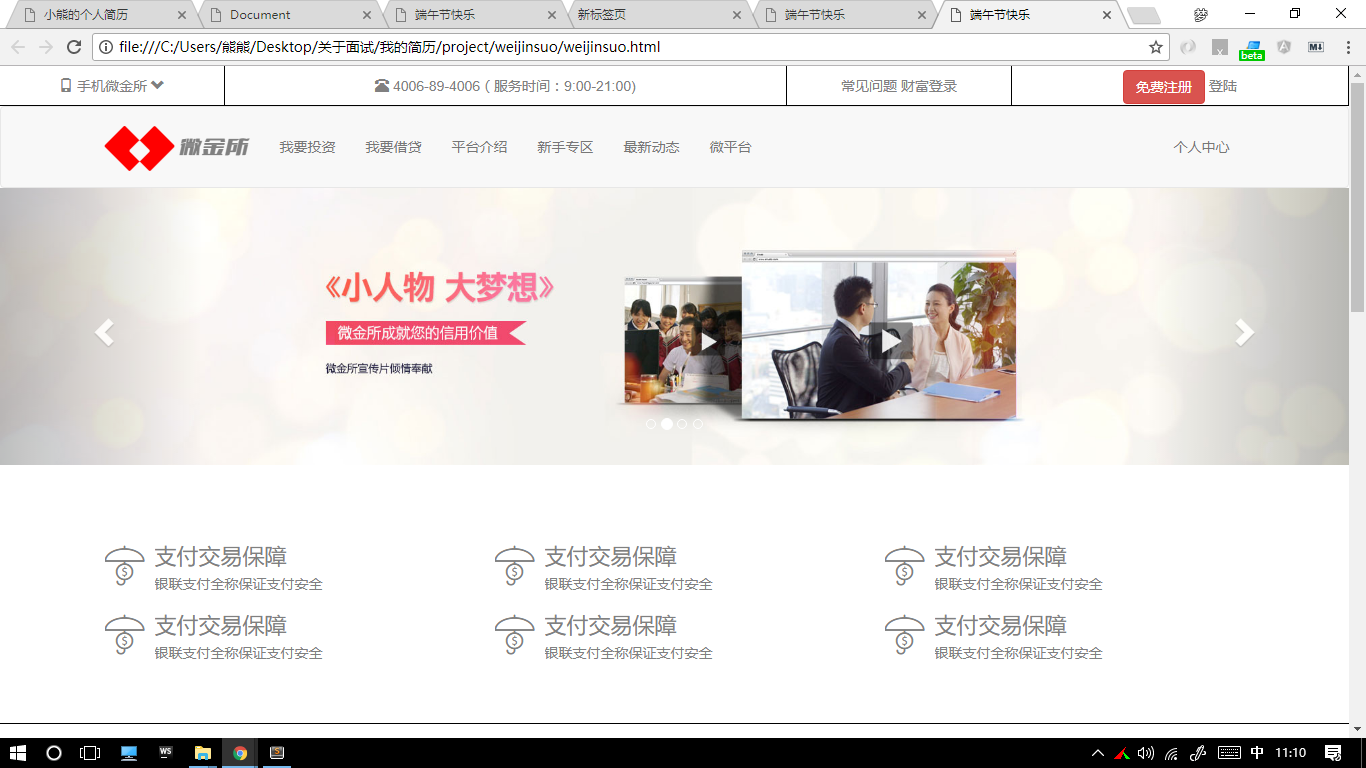 小熊的个人简历
Document
端午节快乐
新标签页
端午节快乐
端午节快乐
file:///C:/Users/熊熊/Desktop/关于面试/我的简历/project/weijinsuo/weijinsuo.html
beta
手机微金所
4006-89-4006 ( 服务时间：9:00-21:00)
常见问题 财富登录
免费注册 登陆
微金所
我要投资
我要借贷
平台介绍
新手专区
最新动态
微平台
个人中心
《小人物 大梦想》
微金所成就您的信用价值
微金所宣传片倾情奉献
支付交易保障
银联支付全称保证支付安全
支付交易保障
银联支付全称保证支付安全
支付交易保障
银联支付全称保证支付安全
支付交易保障
银联支付全称保证支付安全
支付交易保障
银联支付全称保证支付安全
支付交易保障
银联支付全称保证支付安全
WS
中
11:10